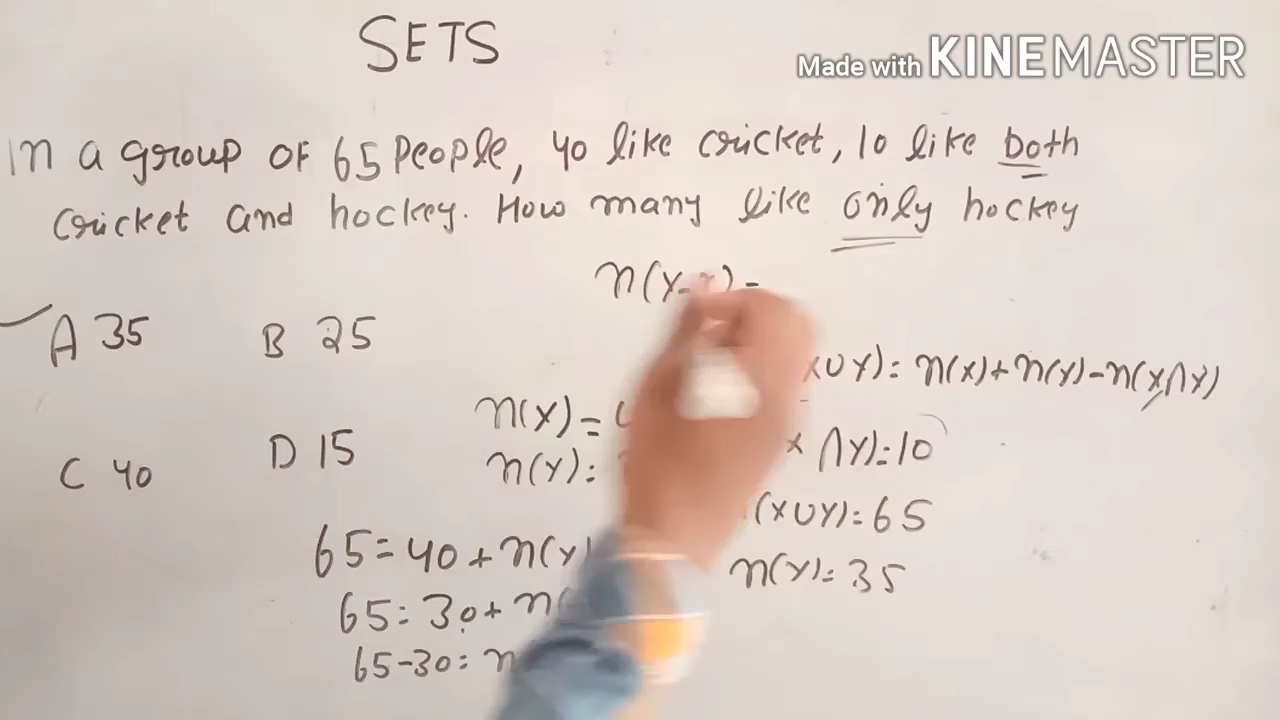 SETS
Made with KINEMASTER
In a group of 65 people, 40 like cricket, 10 like both
cricket and hockey. How many like only hockey
n(Y-X) =
A 35 B 25
XUY) = n(X) + n(Y) - n(X∩Y)
n(X) =
X ∩Y) = 10
C 40 D 15
n(Y) =
(XUY) = 65
65 = 40 + n(Y)
n(Y) = 35
65 = 30 + n(
65-30 = n